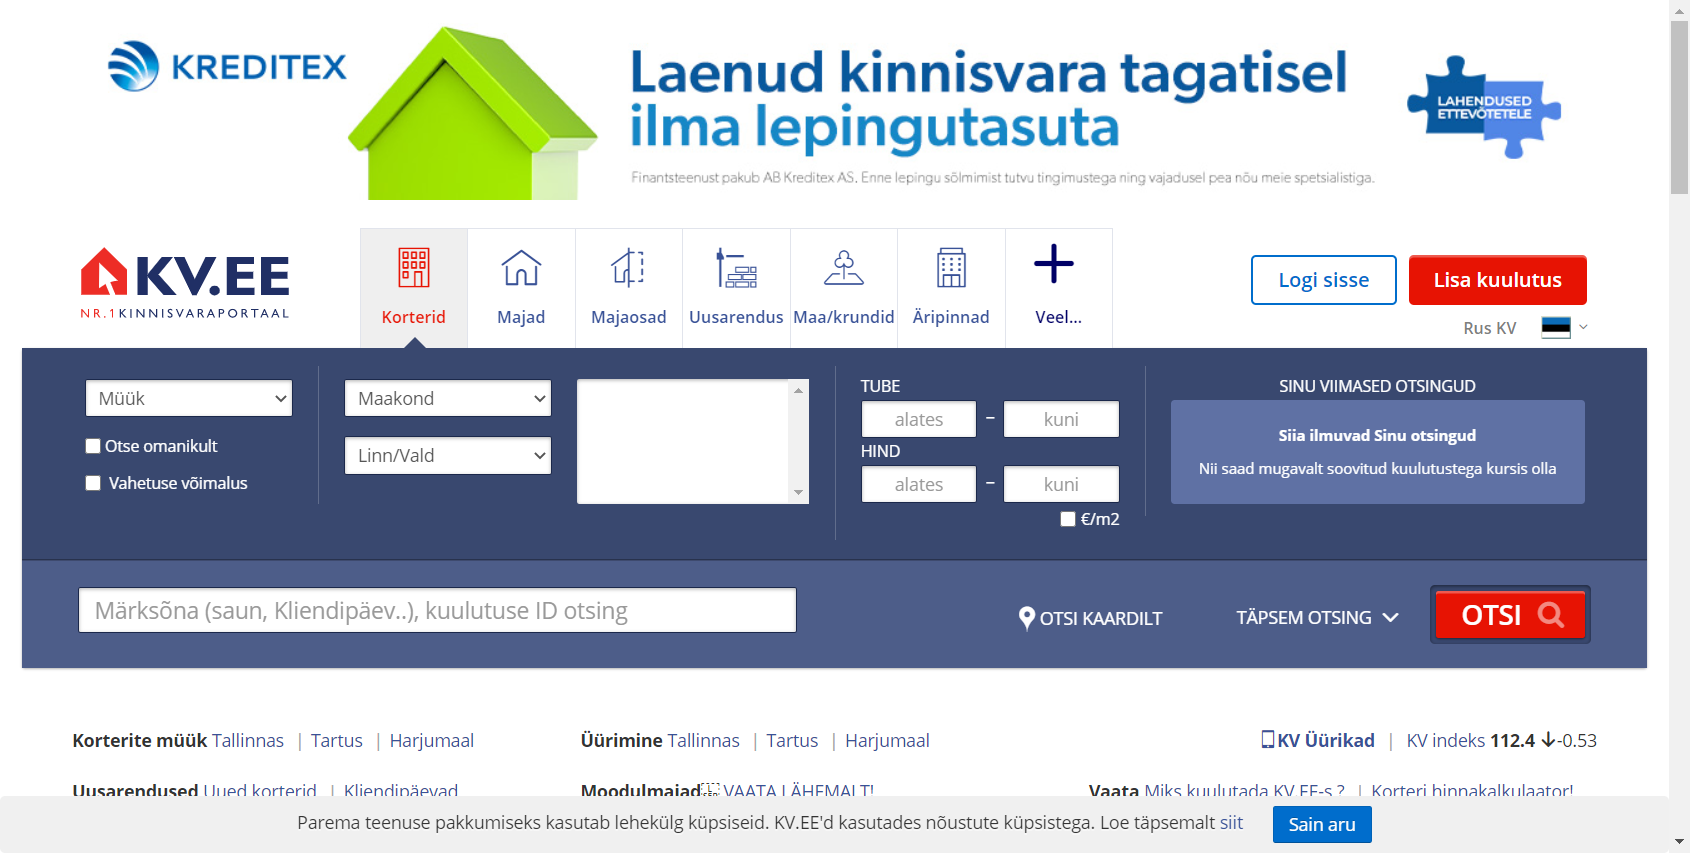 KREDITEX
Laenud kinnisvara tagatisel
ilma lepingutasuta
Finantsteenust pakub AB Kreditex AS. Enne lepingu sõlmimist tutvu tingimustega ning vajadusel pea nõu meie spetsialistiga.
LAHENDUSED
ETTEVÕTETELE
KV.EE
NR.1KINNISVARAPORTAAL
Korterid
Majad
Majaosad
Uusarendus
Maa/krundid
Äripinnad
Veel...
Logi sisse
Lisa kuulutus
Rus KV
Müük
Otse omanikult
Vahetuse võimalus
Maakond
Linn/Vald
TUBE
alates – kuni
HIND
alates – kuni
€/m2
SINU VIIMASED OTSINGUD
Siia ilmuvad Sinu otsingud
Nii saad mugavalt soovitud kuulutustega kursis olla
Märksõna (saun, Kliendipäev..), kuulutuse ID otsing
OTSI KAARDILT
TÄPSEM OTSING
OTSI
Korterite müük Tallinnas | Tartus | Harjumaal
Üürimine Tallinnas | Tartus | Harjumaal
KV Üürikad | KV indeks 112.4 -0.53
Uusarendused Uued korterid | Kliendipäevad
Moodulmajad VAATA LÄHEMALT!
Vaata Miks kuulutada KV.EE-s ? | Korteri hinnakalkulaator!
Parema teenuse pakkumiseks kasutab lehekülg küpsiseid. KV.EE'd kasutades nõustute küpsistega. Loe täpsemalt siit
Sain aru